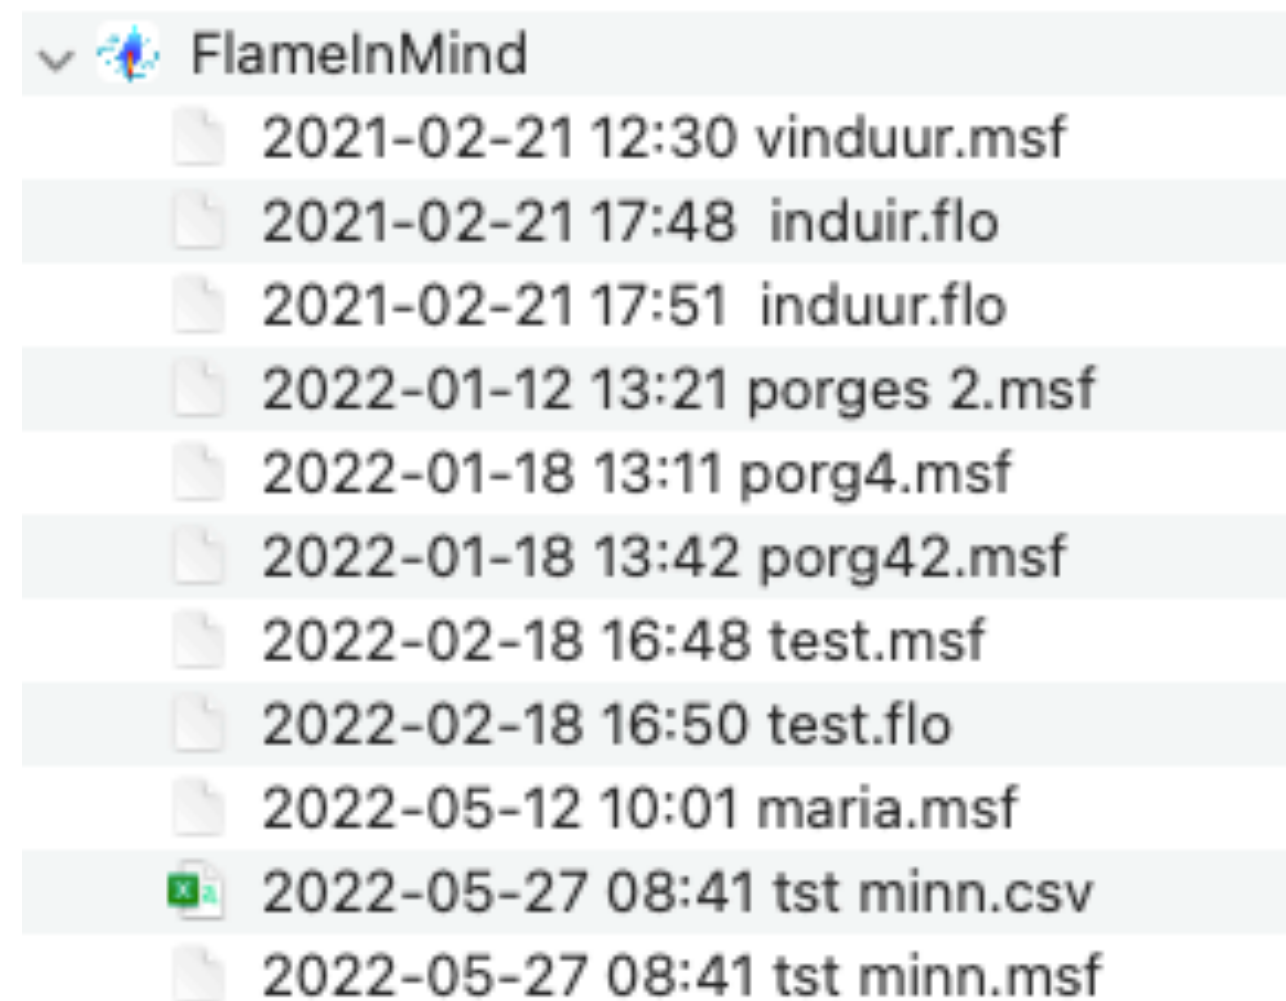 FlameInMind
2021-02-21 12:30 vinduur.msf
2021-02-21 17:48  induir.flo
2021-02-21 17:51  induur.flo
2022-01-12 13:21 porges 2.msf
2022-01-18 13:11 porg4.msf
2022-01-18 13:42 porg42.msf
2022-02-18 16:48 test.msf
2022-02-18 16:50 test.flo
2022-05-12 10:01 maria.msf
2022-05-27 08:41 tst minn.csv
2022-05-27 08:41 tst minn.msf